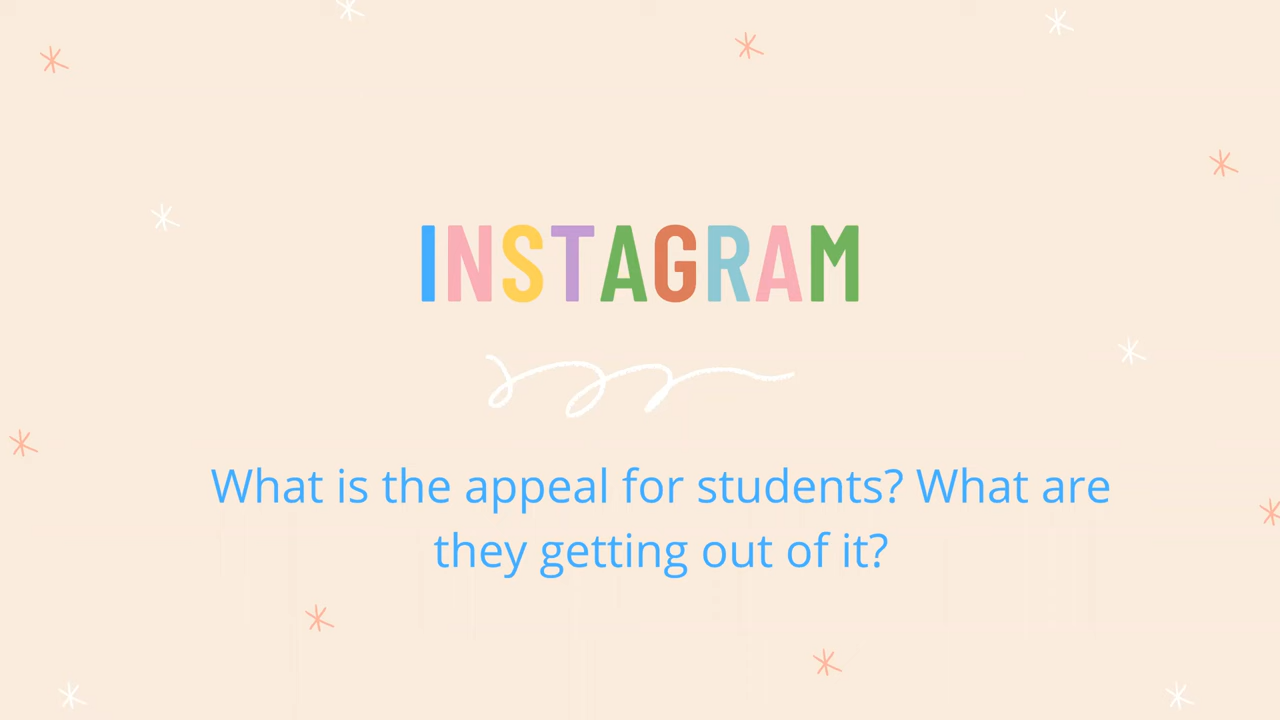 INSTAGRAM
What is the appeal for students? What are
they getting out of it?